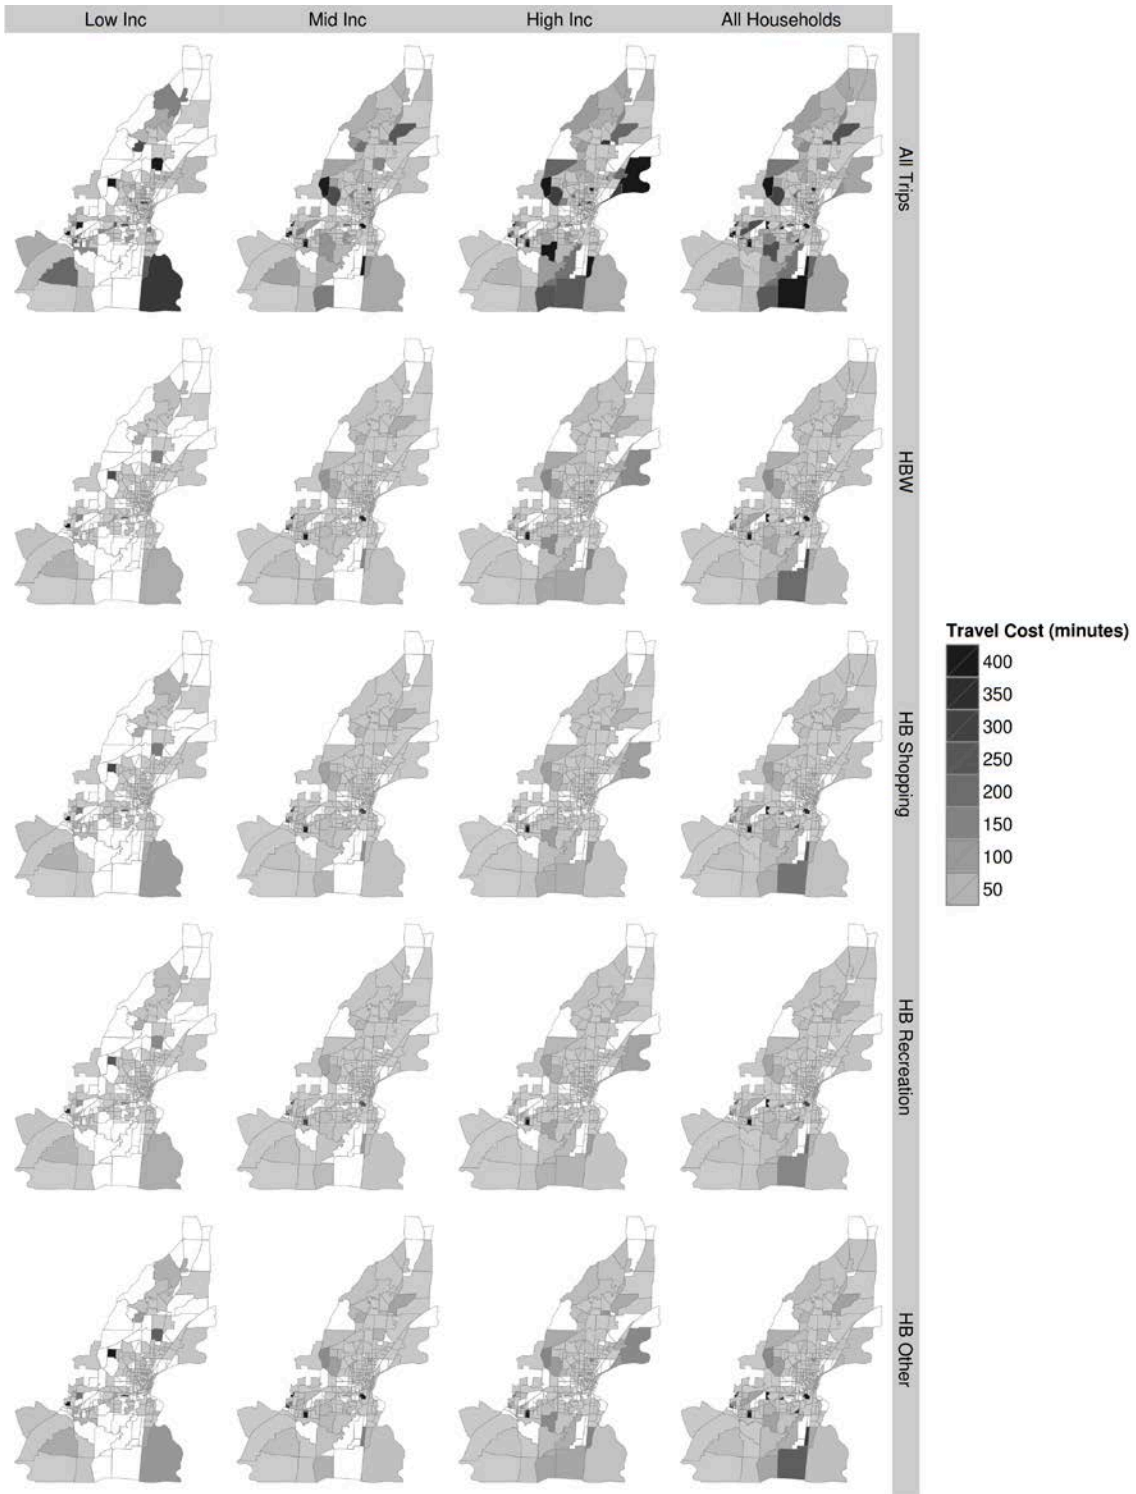 Low Inc
Mid Inc
High Inc
All Households
All Trips
HBW
HB Shopping
HB Recreation
HB Other
Travel Cost (minutes)
400
350
300
250
200
150
100
50